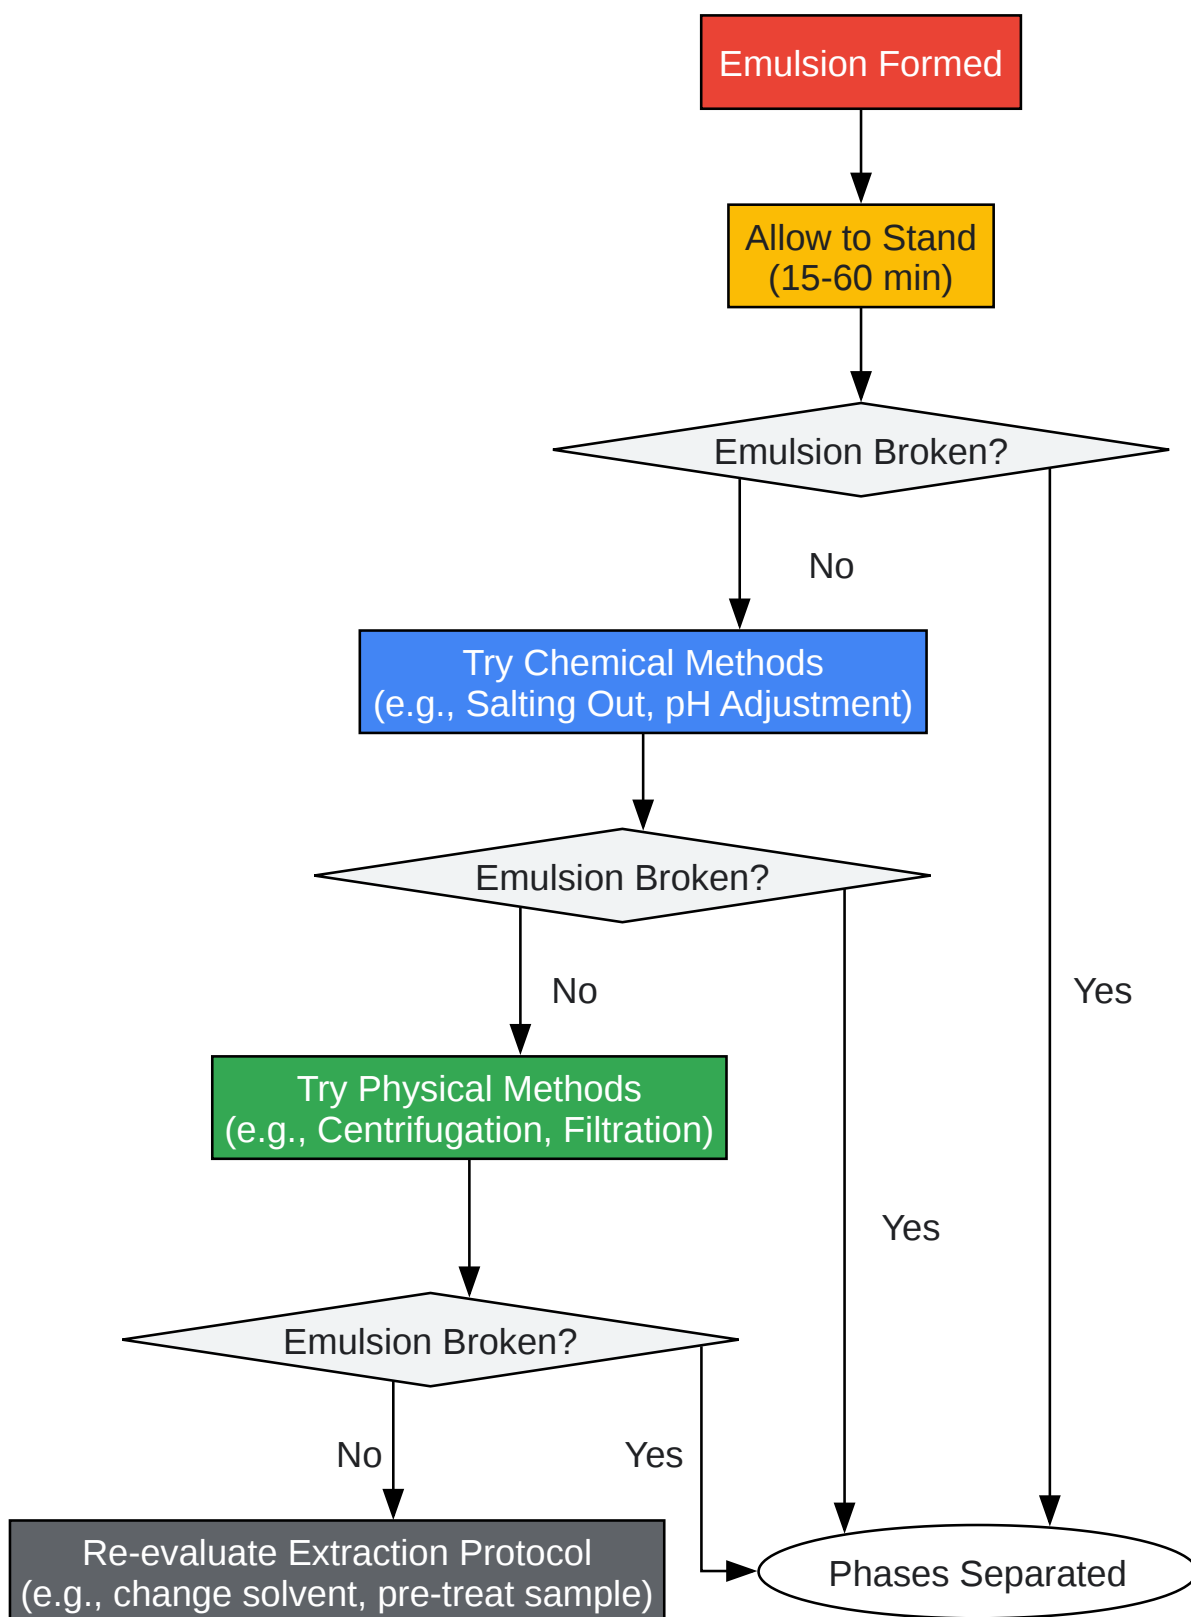 Emulsion Formed
Allow to Stand
(15-60 min)
Emulsion Broken?
No
Try Chemical Methods
(e.g., Salting Out, pH Adjustment)
Emulsion Broken?
No
Yes
Try Physical Methods
(e.g., Centrifugation, Filtration)
Yes
Emulsion Broken?
No
Yes
Re-evaluate Extraction Protocol
(e.g., change solvent, pre-treat sample)
Phases Separated